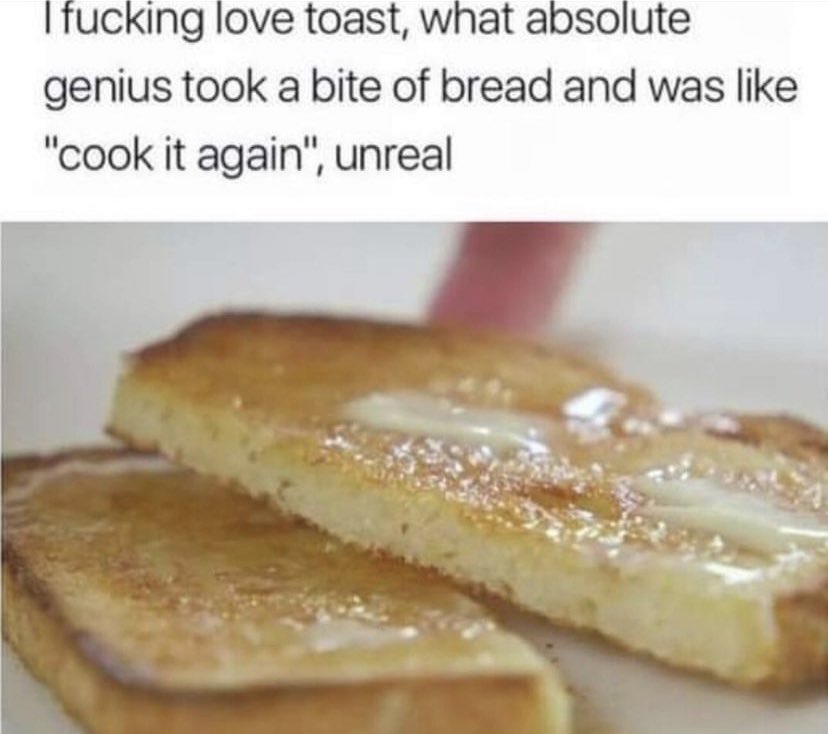 I fucking love toast, what absolute
genius took a bite of bread and was like
"cook it again", unreal